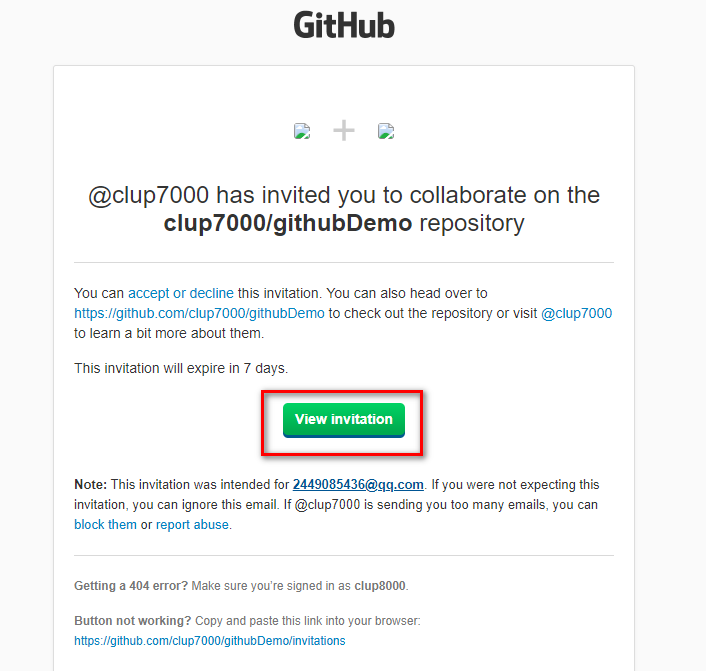 GitHub
@clup7000 has invited you to collaborate on the
clup7000/githubDemo repository
You can accept or decline this invitation. You can also head over to
https://github.com/clup7000/githubDemo to check out the repository or visit @clup7000
to learn a bit more about them.
This invitation will expire in 7 days.
View invitation
Note: This invitation was intended for 2449085436@qq.com. If you were not expecting this
invitation, you can ignore this email. If @clup7000 is sending you too many emails, you can
block them or report abuse.
Getting a 404 error? Make sure you’re signed in as clup8000.
Button not working? Copy and paste this link into your browser:
https://github.com/clup7000/githubDemo/invitations